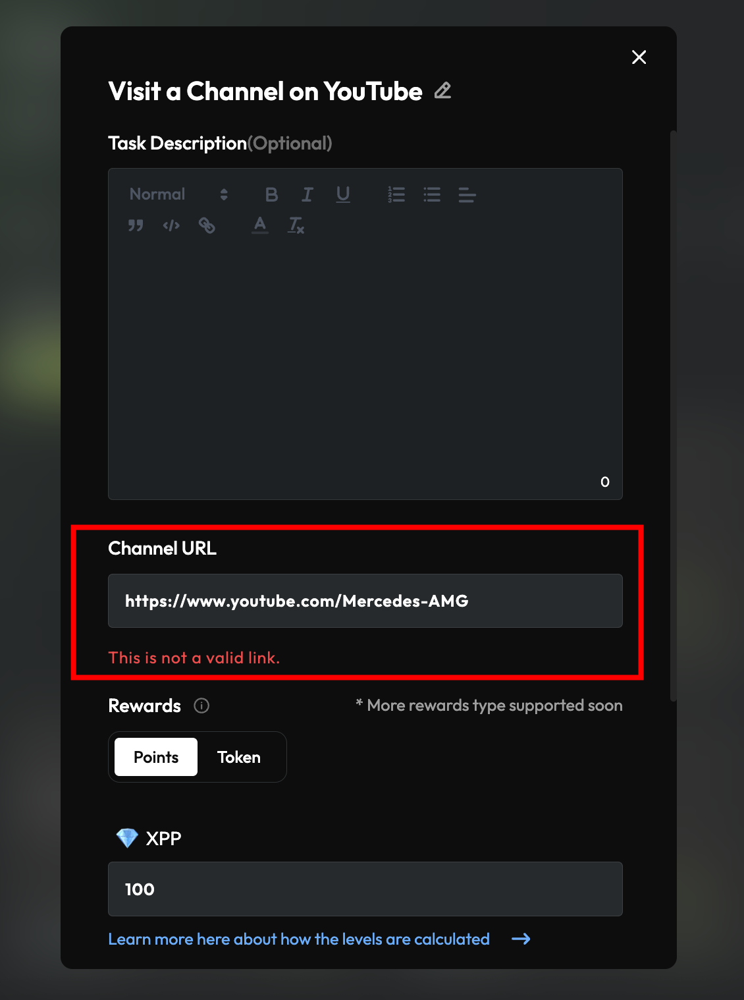 Visit a Channel on YouTube
Task Description(Optional)
Normal
0
Channel URL
https://www.youtube.com/Mercedes-AMG
This is not a valid link.
Rewards
* More rewards type supported soon
Points Token
XPP
100
Learn more here about how the levels are calculated